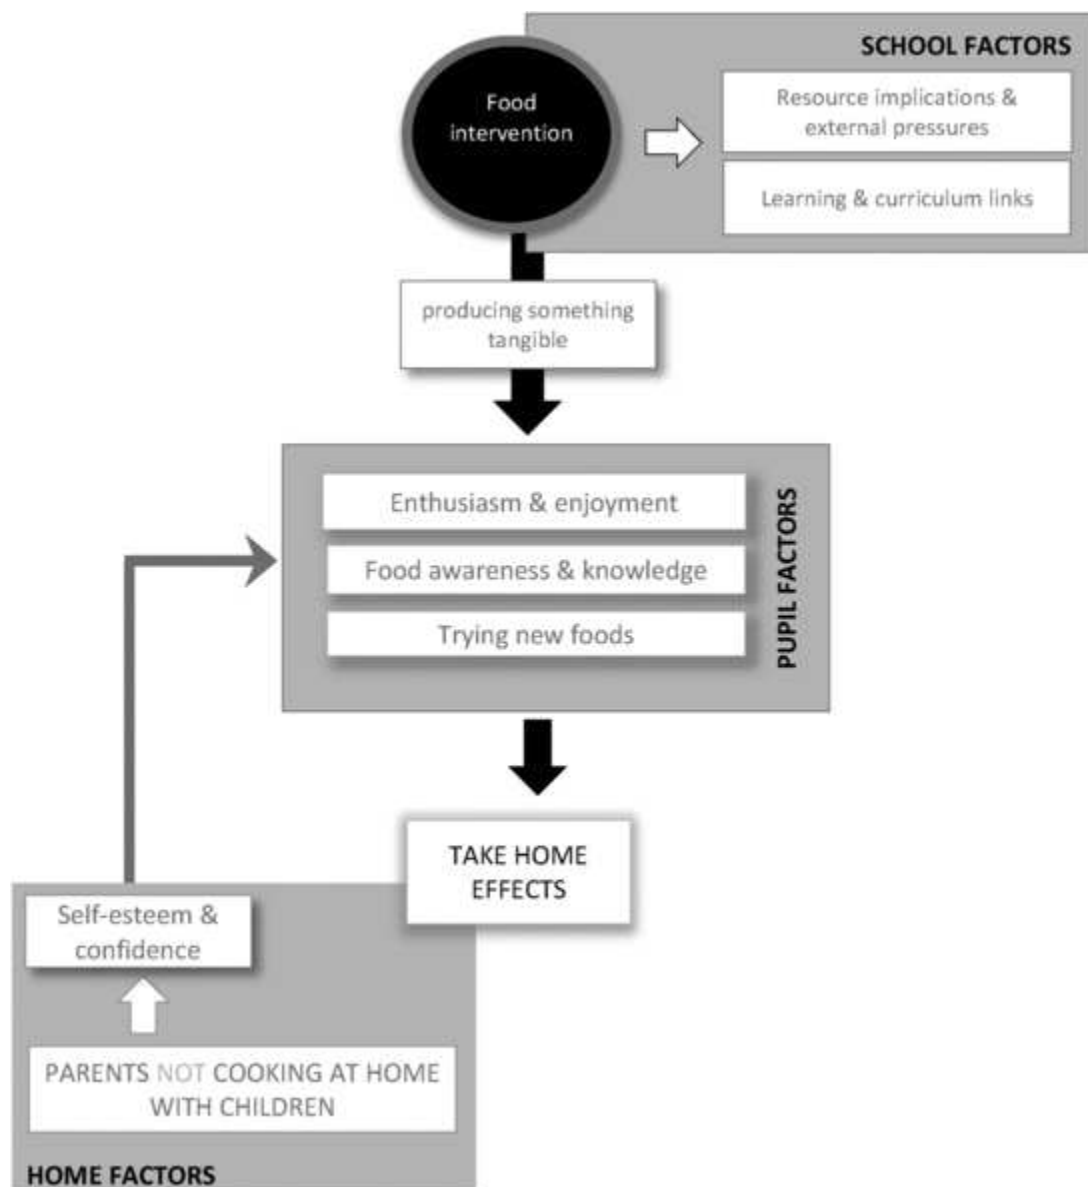 SCHOOL FACTORS
Food
intervention
Resource implications &
external pressures
Learning & curriculum links
producing something
tangible
Enthusiasm & enjoyment
Food awareness & knowledge
Trying new foods
PUPIL FACTORS
TAKE HOME
EFFECTS
Self-esteem &
confidence
PARENTS NOT COOKING AT HOME
WITH CHILDREN
HOME FACTORS